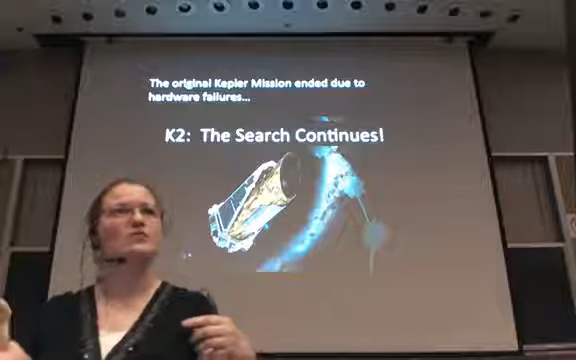 The original Kepler Mission ended due to
hardware failures...
K2: The Search Continues!